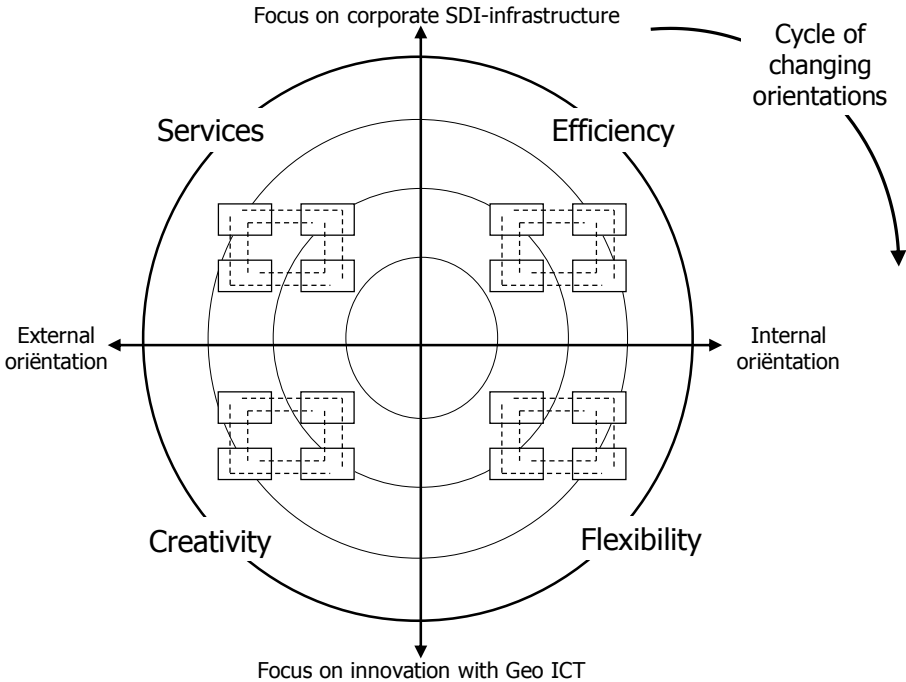 Focus on corporate SDI-infrastructure
Cycle of
changing
orientations
Services
Efficiency
External
oriëntation
Internal
oriëntation
Creativity
Flexibility
Focus on innovation with Geo ICT